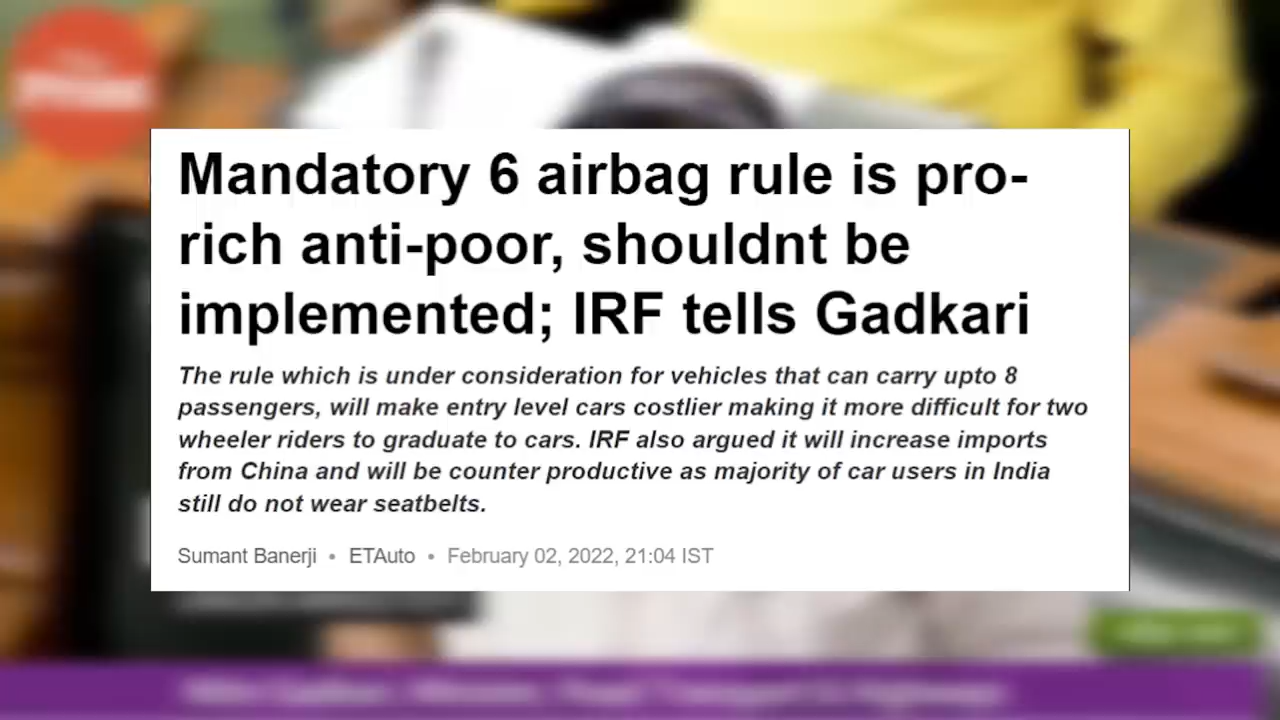 Mandatory 6 airbag rule is pro-
rich anti-poor, shouldnt be
implemented; IRF tells Gadkari
The rule which is under consideration for vehicles that can carry upto 8
passengers, will make entry level cars costlier making it more difficult for two
wheeler riders to graduate to cars. IRF also argued it will increase imports
from China and will be counter productive as majority of car users in India
still do not wear seatbelts.
Sumant Banerji • ETAuto • February 02, 2022, 21:04 IST